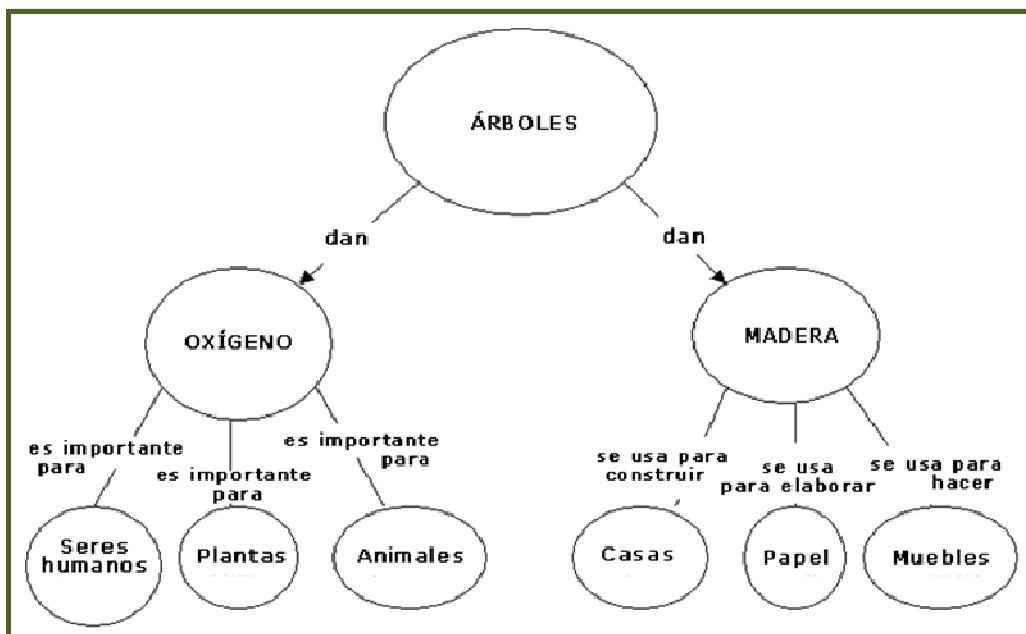 ÁRBOLES
dan
dan
OXÍGENO
MADERA
es importante
para
es importante
para
es importante
para
se usa para
construir
se usa
para elaborar
se usa para
hacer
Seres
humanos
Plantas
Animales
Casas
Papel
Muebles